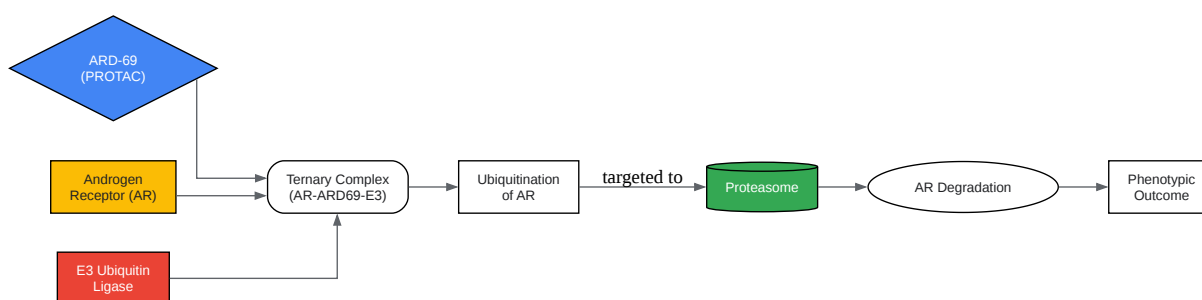 ARD-69
(PROTAC)
Androgen
Receptor (AR)
E3 Ubiquitin
Ligase
Ternary Complex
(AR-ARD69-E3)
Ubiquitination
of AR
targeted to
Proteasome
AR Degradation
Phenotypic
Outcome